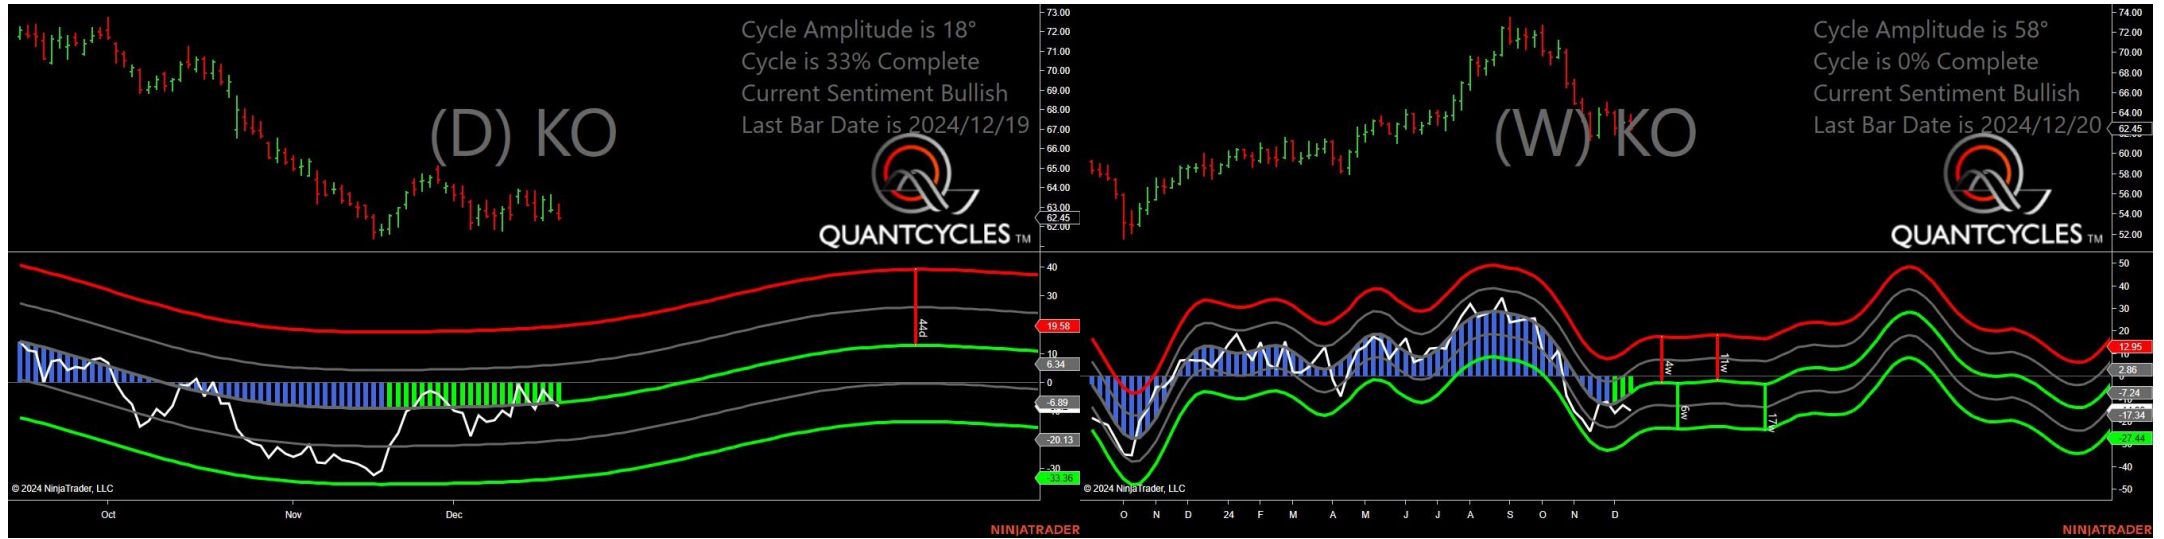 Cycle Amplitude is 18°
Cycle is 33% Complete
Current Sentiment Bullish
Last Bar Date is 2024/12/19
(D) KO
QUANTCYCLES TM
73.00
72.00
71.00
70.00
69.00
68.00
67.00
66.00
65.00
64.00
63.00
62.45
62.00
44d
40
30
19.58
10
6.34
0
-6.89
-20.13
-30
-33.36
© 2024 NinjaTrader, LLC
Oct Nov Dec
NINJATRADER
Cycle Amplitude is 58°
Cycle is 0% Complete
Current Sentiment Bullish
Last Bar Date is 2024/12/20
(W) KO
QUANTCYCLES TM
74.00
72.00
70.00
68.00
66.00
64.00
62.45
60.00
58.00
56.00
54.00
52.00
4w
11w
6w
17w
50
40
30
20
12.95
2.86
-7.24
-17.34
-27.44
-40
-50
© 2024 NinjaTrader, LLC
O N D 24 F M A M J J A S O N D
NINJATRADER